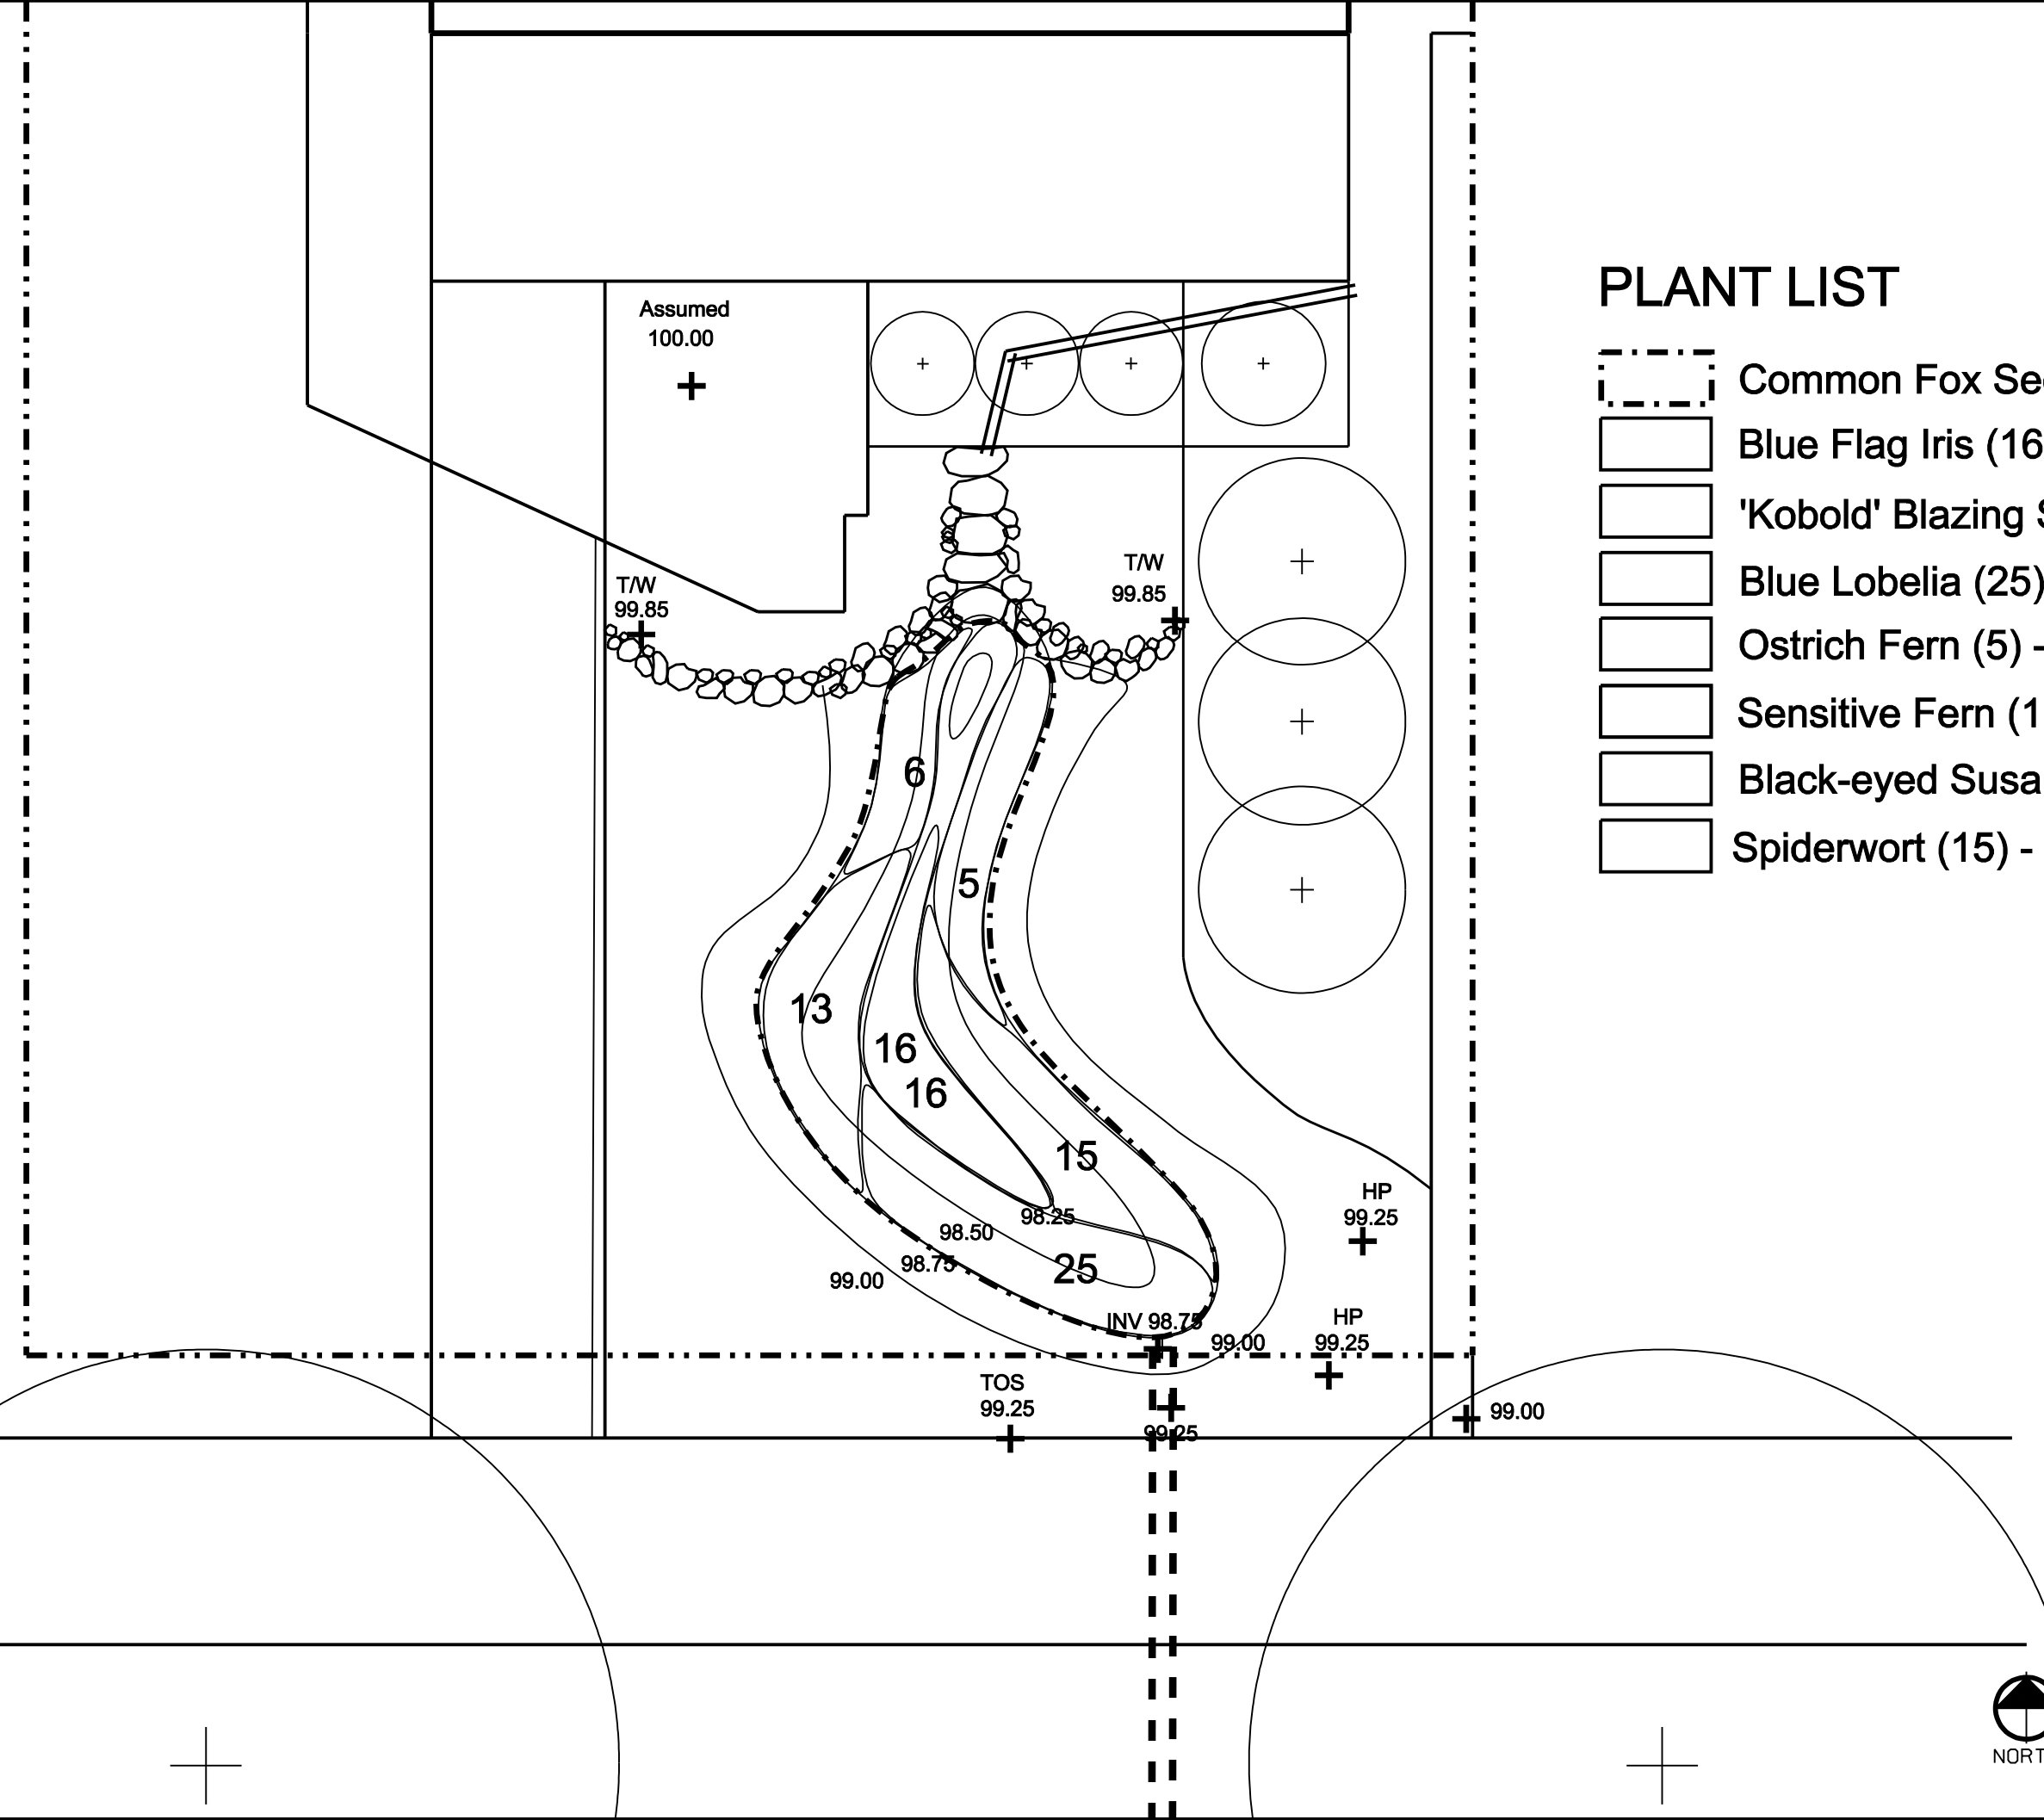 PLANT LIST
Common Fox Se
Blue Flag Iris (16
'Kobold' Blazing S
Blue Lobelia (25)
Ostrich Fern (5) -
Sensitive Fern (1
Black-eyed Susa
Spiderwort (15) -
Assumed
100.00
T/W
99.85
T/W
99.85
6
5
13
16
16
15
98.25
98.50
98.75
25
99.00
HP
99.25
INV 98.75
99.00
HP
99.25
TOS
99.25
99.25
99.00
NORT